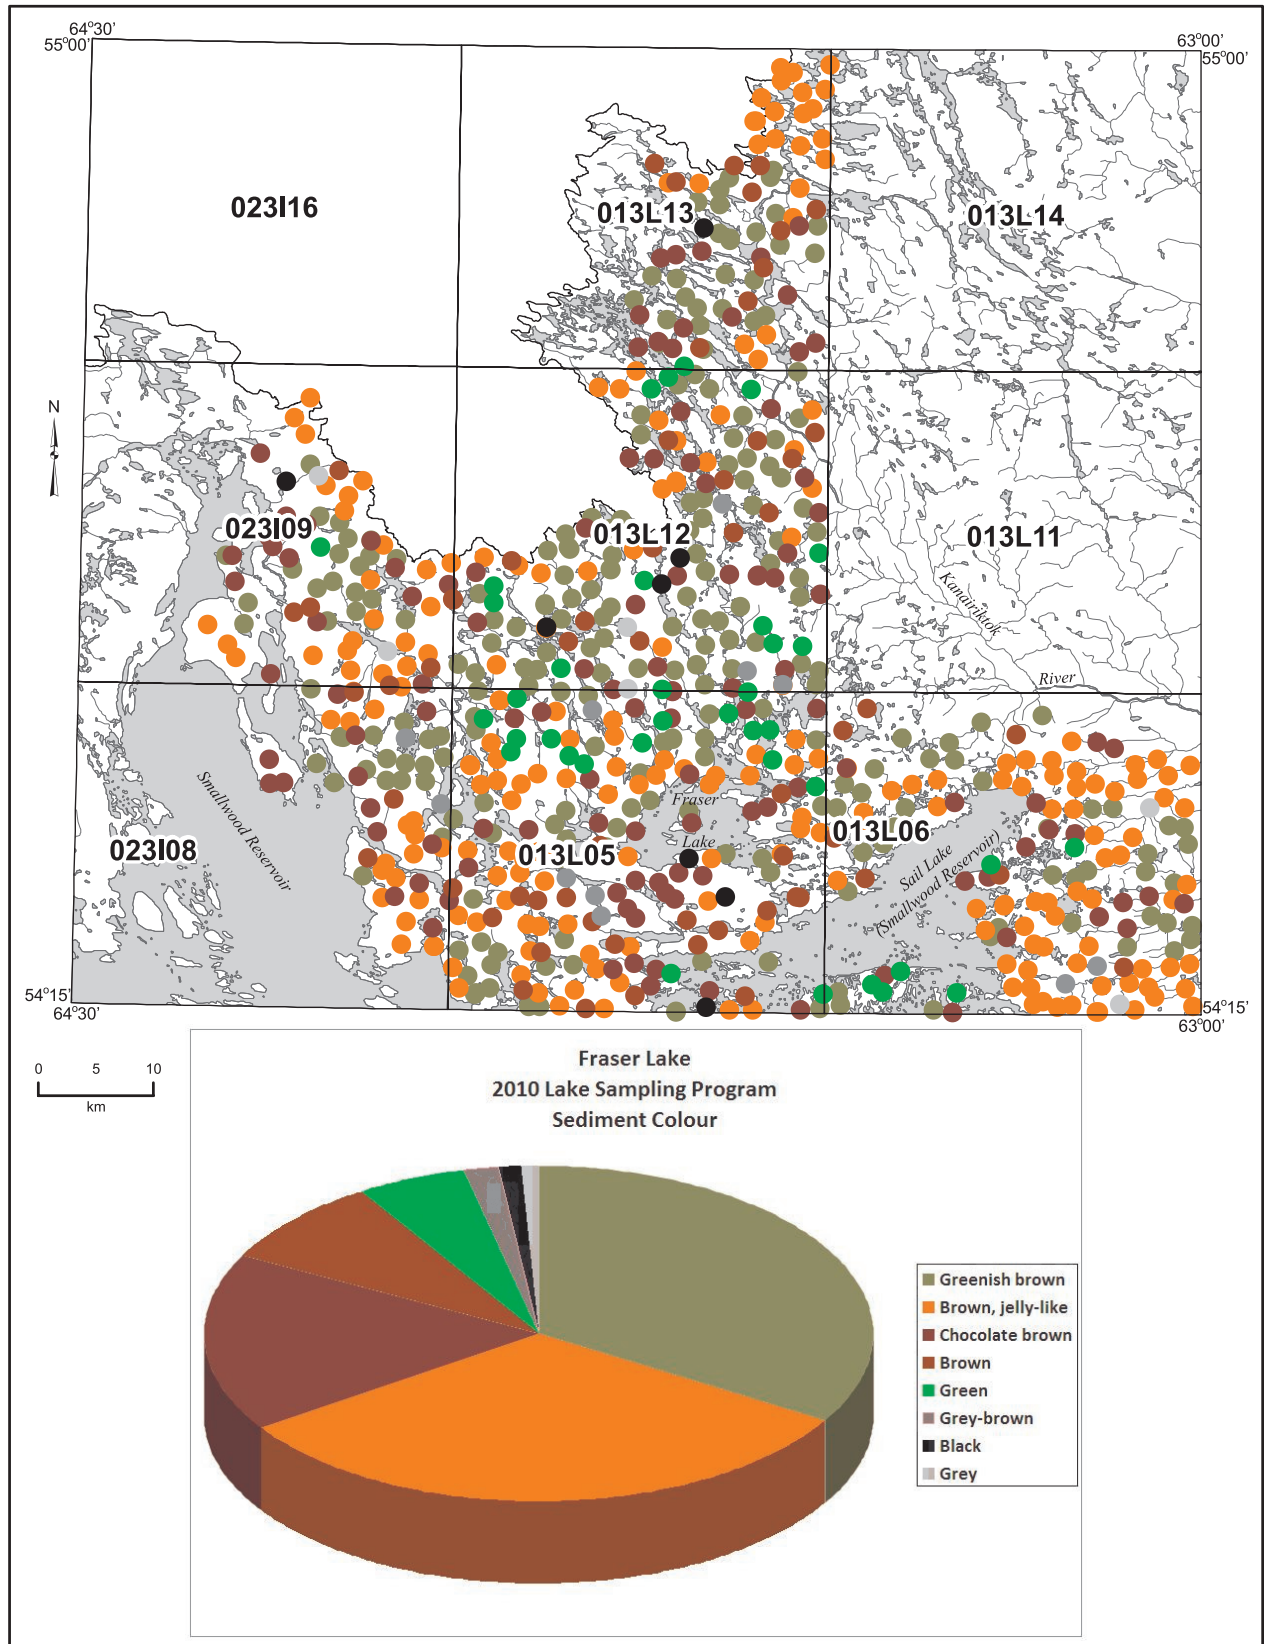 64°30'
55°00'
63°00'
55°00'
023I16
013L13
013L14
N
023I09
013L12
013L11
Kanairiktok
River
Smallwood Reservoir
Fraser
Lake
023I08
013L05
013L06
Sail Lake
(Smallwood Reservoir)
54°15'
64°30'
54°15'
63°00'
0 5 10
km
Fraser Lake
2010 Lake Sampling Program
Sediment Colour
Greenish brown
Brown, jelly-like
Chocolate brown
Brown
Green
Grey-brown
Black
Grey